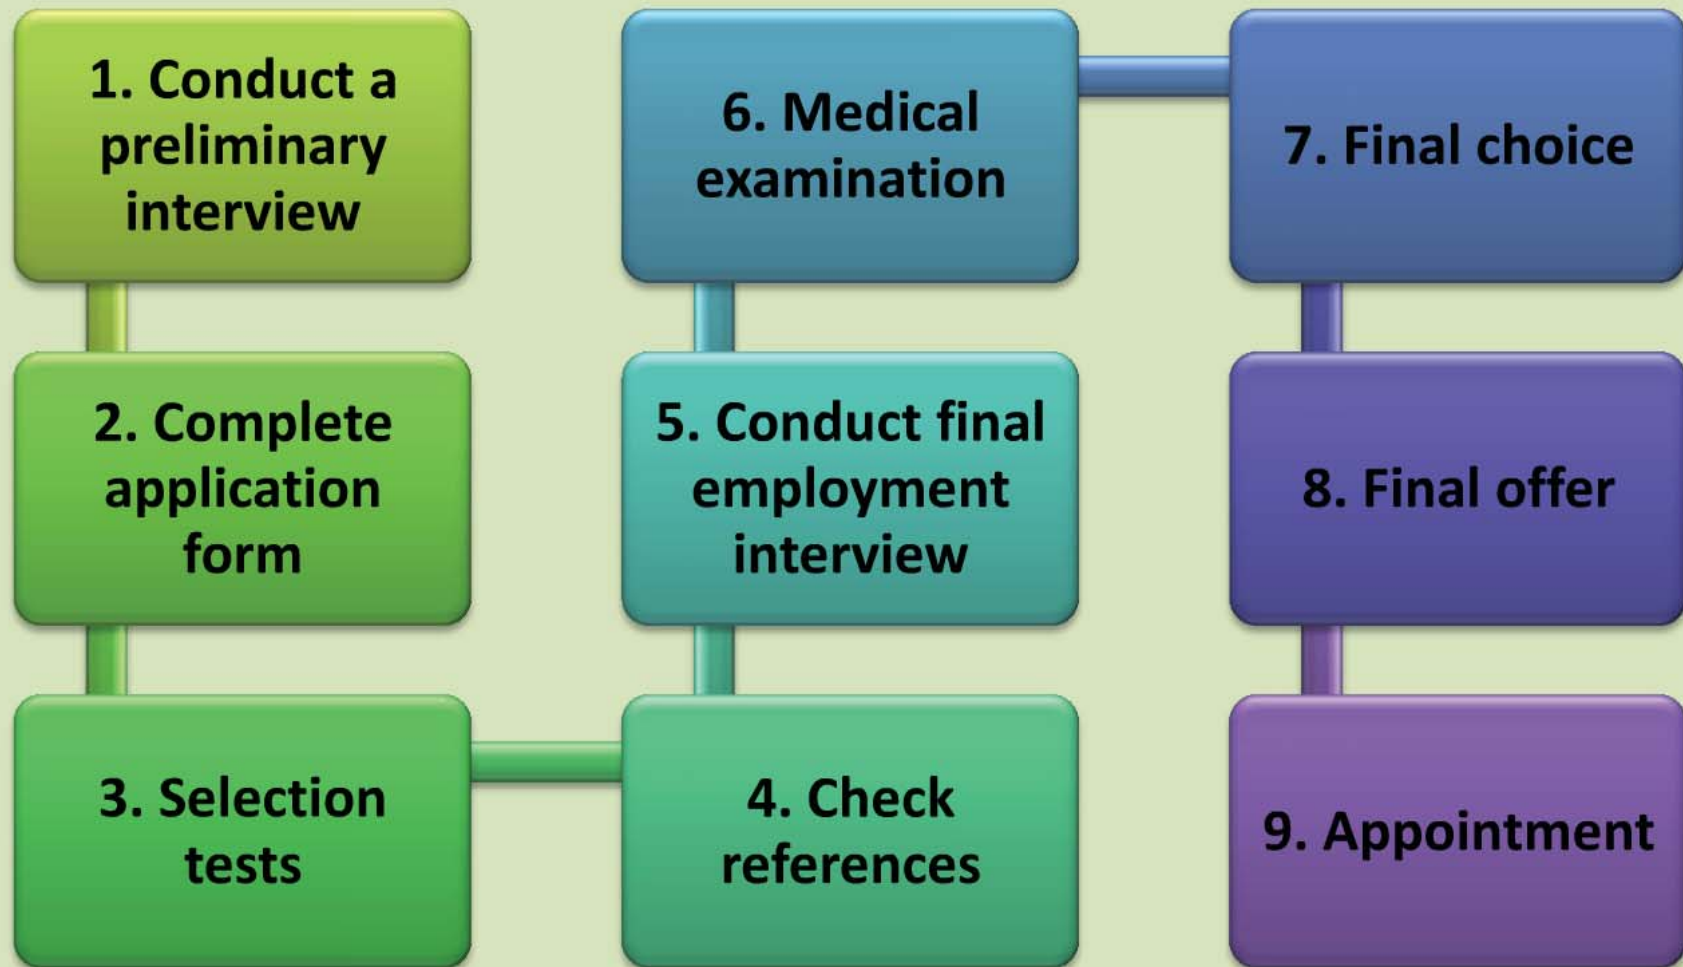 1. Conduct a
preliminary
interview
2. Complete
application
form
3. Selection
tests
4. Check
references
5. Conduct final
employment
interview
6. Medical
examination
7. Final choice
8. Final offer
9. Appointment